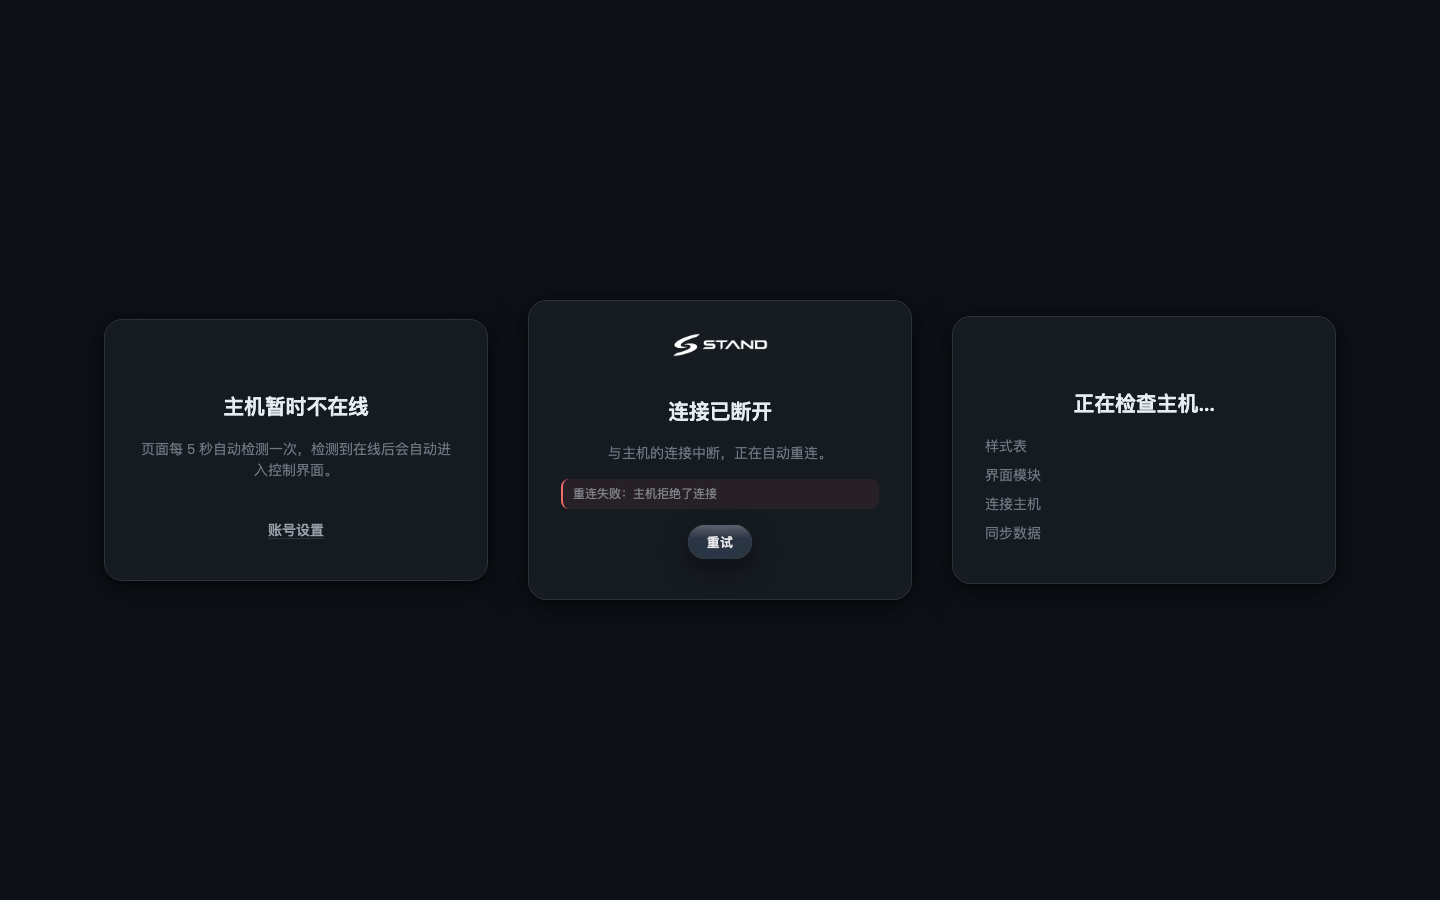 主机暂时不在线
页面每 5 秒自动检测一次，检测到在线后会自动进
入控制界面。
账号设置
STAND
连接已断开
与主机的连接中断，正在自动重连。
重连失败：主机拒绝了连接
重试
正在检查主机...
样式表
界面模块
连接主机
同步数据